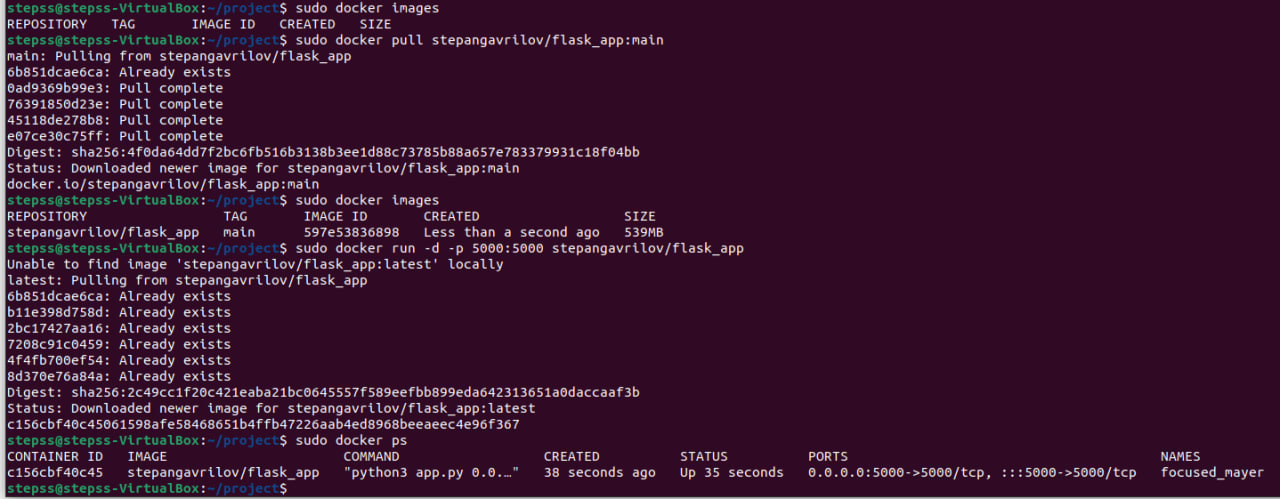 stepss@stepss-VirtualBox:~/project$ sudo docker images
REPOSITORY   TAG       IMAGE ID   CREATED   SIZE
stepss@stepss-VirtualBox:~/project$ sudo docker pull stepangavrilov/flask_app:main
main: Pulling from stepangavrilov/flask_app
6b851dcae6ca: Already exists
0ad9369b99e3: Pull complete
76391850d23e: Pull complete
45118de278b8: Pull complete
e07ce30c75ff: Pull complete
Digest: sha256:4f0da64dd7f2bc6fb516b3138b3ee1d88c73785b88a657e783379931c18f04bb
Status: Downloaded newer image for stepangavrilov/flask_app:main
docker.io/stepangavrilov/flask_app:main
stepss@stepss-VirtualBox:~/project$ sudo docker images
REPOSITORY                 TAG       IMAGE ID       CREATED                  SIZE
stepangavrilov/flask_app   main      597e53836898   Less than a second ago   539MB
stepss@stepss-VirtualBox:~/project$ sudo docker run -d -p 5000:5000 stepangavrilov/flask_app
Unable to find image 'stepangavrilov/flask_app:latest' locally
latest: Pulling from stepangavrilov/flask_app
6b851dcae6ca: Already exists
b11e398d758d: Already exists
2bc17427aa16: Already exists
7208c91c0459: Already exists
4f4fb700ef54: Already exists
8d370e76a84a: Already exists
Digest: sha256:2c49cc1f20c421eaba21bc0645557f589eefbb899eda642313651a0daccaaf3b
Status: Downloaded newer image for stepangavrilov/flask_app:latest
c156cbf40c45061598afe58468651b4ffb47226aab4ed8968beeaeec4e96f367
stepss@stepss-VirtualBox:~/project$ sudo docker ps
CONTAINER ID   IMAGE                      COMMAND                  CREATED          STATUS          PORTS                                       NAMES
c156cbf40c45   stepangavrilov/flask_app   "python3 app.py 0.0.…"   38 seconds ago   Up 35 seconds   0.0.0.0:5000->5000/tcp, :::5000->5000/tcp   focused_mayer
stepss@stepss-VirtualBox:~/project$